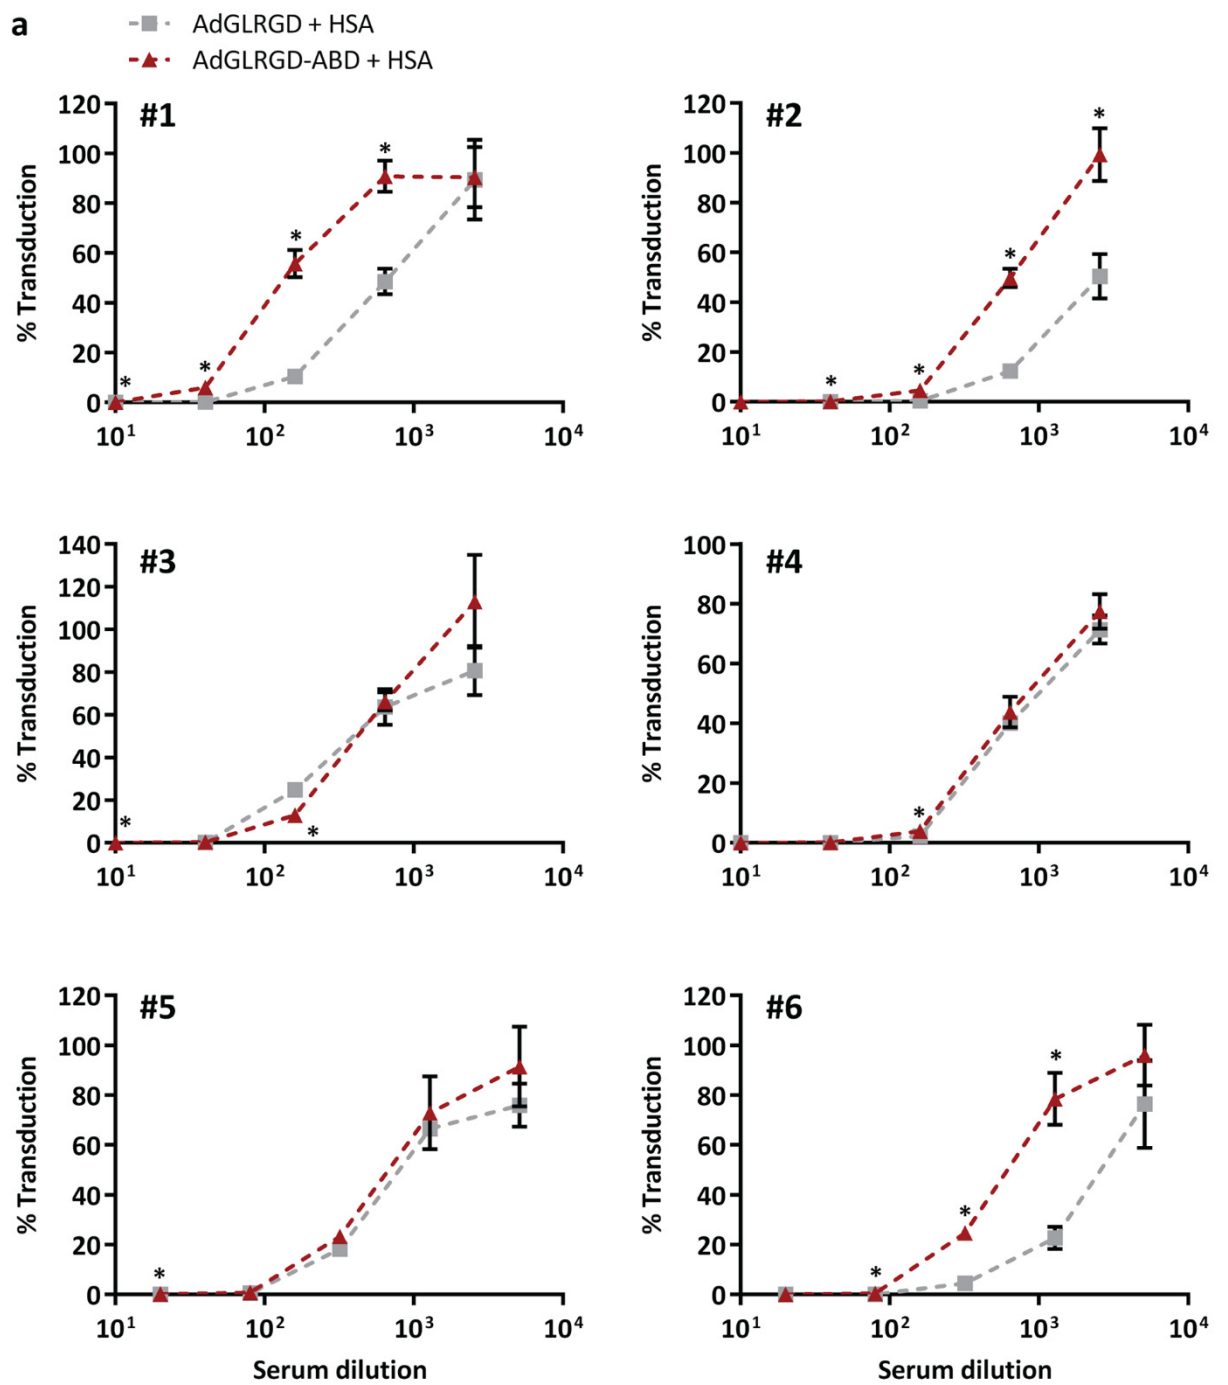 a
AdGLRGD + HSA
AdGLRGD-ABD + HSA
#1
% Transduction
120
100
80
60
40
20
0
10¹ 10² 10³ 10⁴
* * * *
#2
% Transduction
120
100
80
60
40
20
0
10¹ 10² 10³ 10⁴
* * * *
#3
% Transduction
140
120
100
80
60
40
20
0
10¹ 10² 10³ 10⁴
* *
#4
% Transduction
100
80
60
40
20
0
10¹ 10² 10³ 10⁴
*
#5
% Transduction
120
100
80
60
40
20
0
10¹ 10² 10³ 10⁴
*
Serum dilution
#6
% Transduction
120
100
80
60
40
20
0
10¹ 10² 10³ 10⁴
* * *
Serum dilution